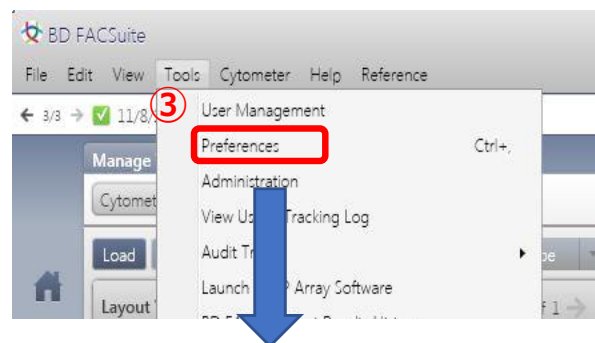 BD FACSuite
File Edit View Tools Cytometer Help Reference
3/3 11/8/
③ User Management
Manage Preferences Ctrl+,
Administration
Cytomet
View Us Tracking Log
Load Audit Tr
Launch Array Software
Layout